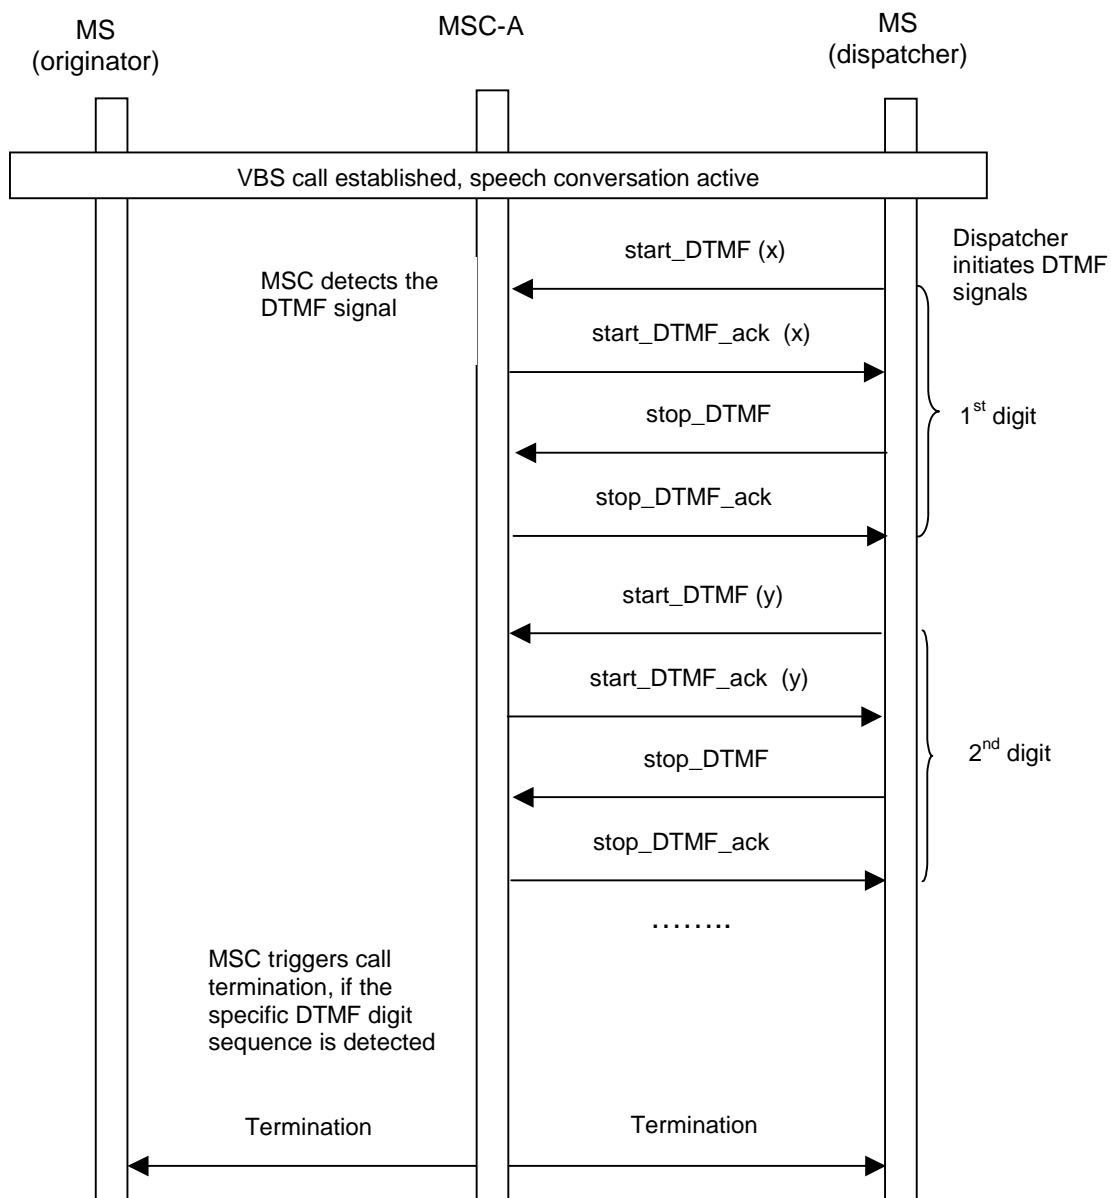 MS
(originator)
MSC-A
MS
(dispatcher)
VBS call established, speech conversation active
start_DTMF (x)
Dispatcher
initiates DTMF
signals
MSC detects the
DTMF signal
start_DTMF_ack (x)
stop_DTMF
1st digit
stop_DTMF_ack
start_DTMF (y)
start_DTMF_ack (y)
stop_DTMF
2nd digit
stop_DTMF_ack
........
MSC triggers call
termination, if the
specific DTMF digit
sequence is detected
Termination
Termination